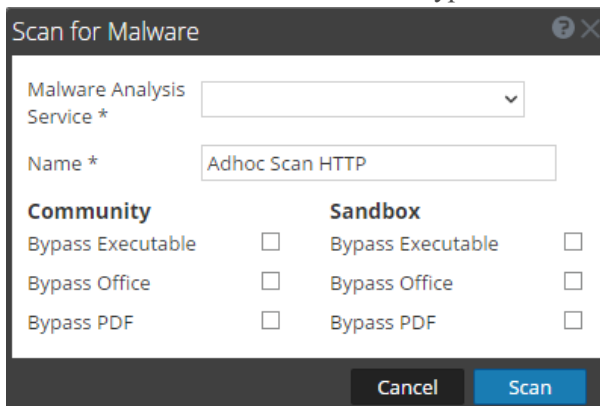 Scan for Malware
Malware Analysis
Service *
Name * Adhoc Scan HTTP
Community Sandbox
Bypass Executable Bypass Executable
Bypass Office Bypass Office
Bypass PDF Bypass PDF
Cancel Scan